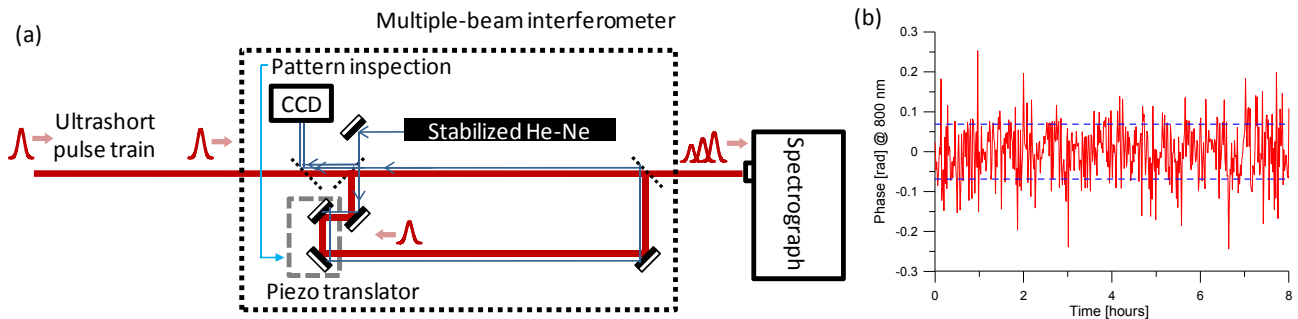 Multiple-beam interferometer
(a)
Pattern inspection
CCD
Ultrashort
pulse train
Stabilized He-Ne
Spectrograph
Piezo translator
(b)
Phase [rad] @ 800 nm
0.3
0.2
0.1
0
-0.1
-0.2
-0.3
0
2
4
6
8
Time [hours]